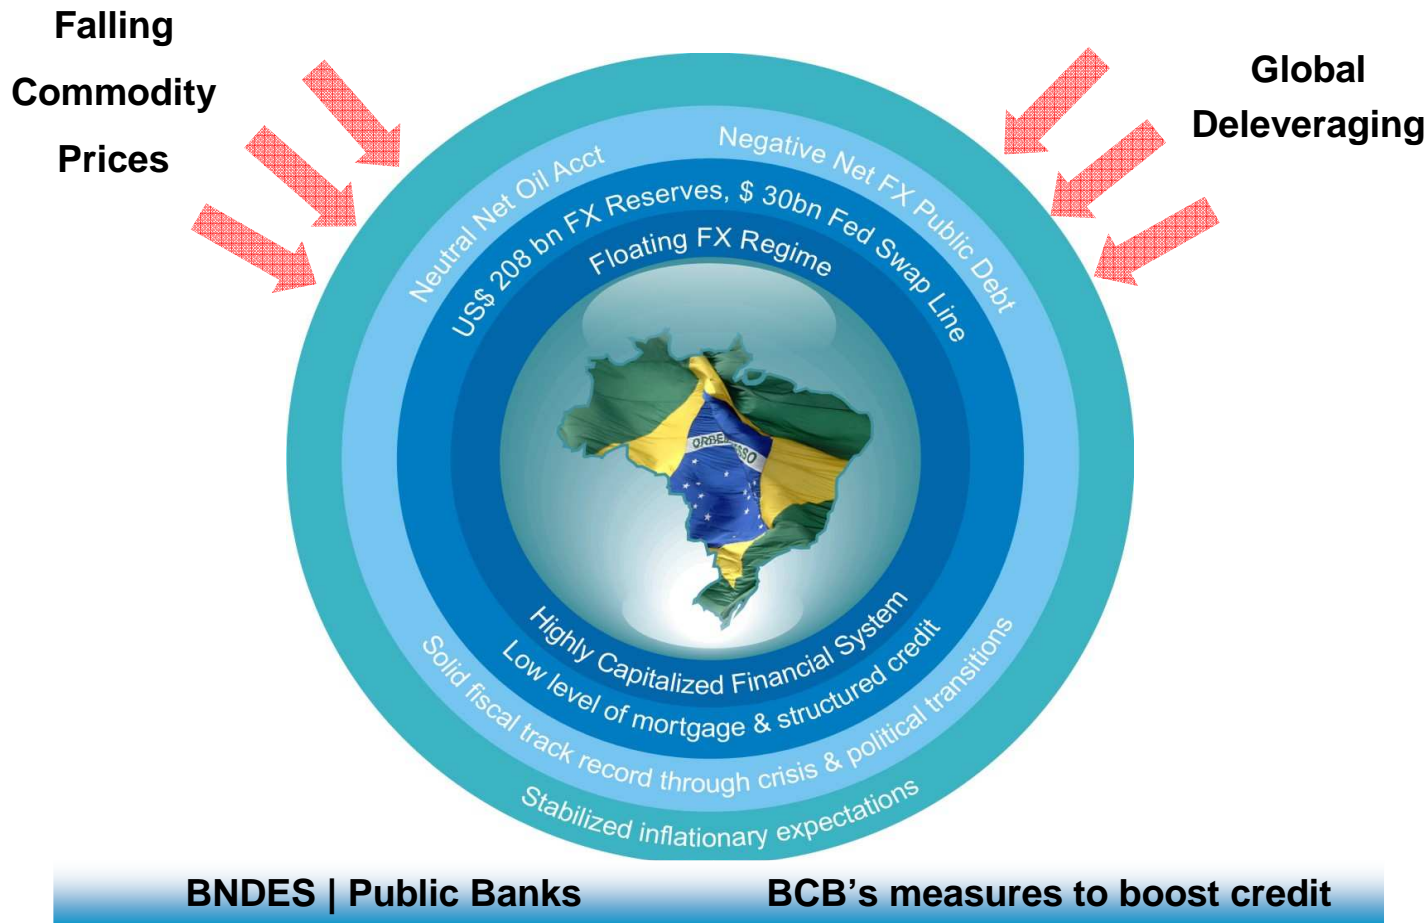 Falling
Commodity
Prices
Global
Deleveraging
Neutral Net Oil Acct
Negative Net FX Public Debt
US$ 208 bn FX Reserves, $ 30bn Fed Swap Line
Floating FX Regime
Highly Capitalized Financial System
Low level of mortgage & structured credit
Solid fiscal track record through crisis & political transitions
Stabilized inflationary expectations
BNDES | Public Banks
BCB’s measures to boost credit